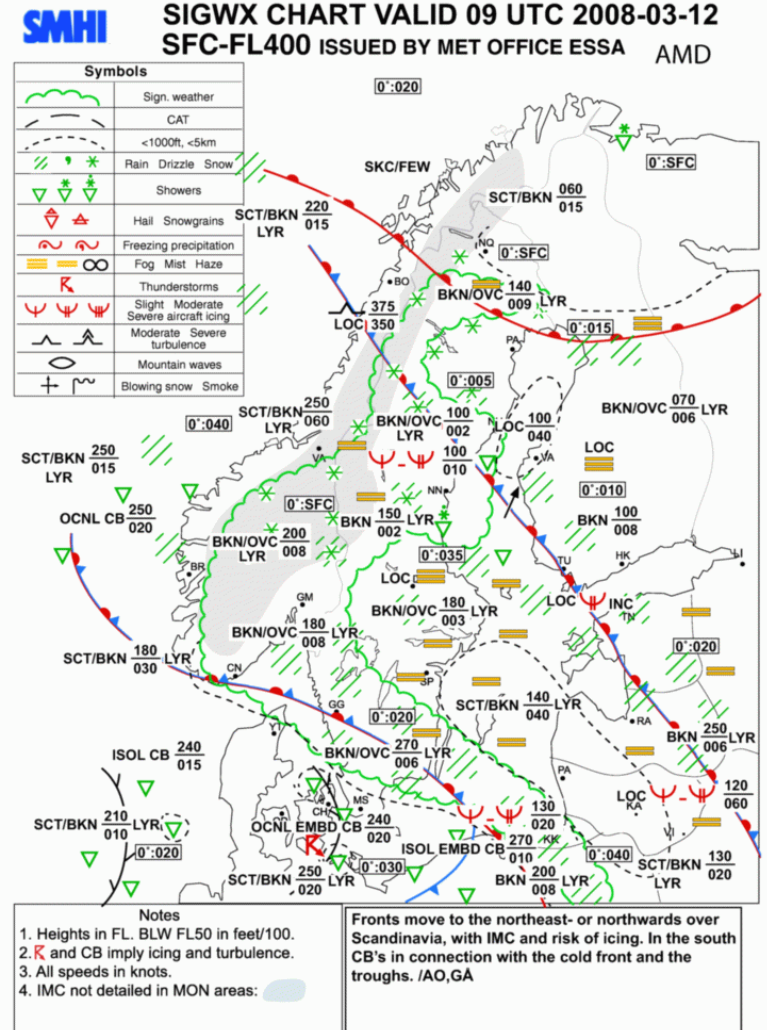 SMHI
SIGWX CHART VALID 09 UTC 2008-03-12
SFC-FL400 ISSUED BY MET OFFICE ESSA
AMD
Symbols
Sign. weather
CAT
<1000ft, <5km
Rain Drizzle Snow
Showers
Hail Snowgrains
Freezing precipitation
Fog Mist Haze
Thunderstorms
Slight Moderate
Severe aircraft icing
Moderate Severe
turbulence
Mountain waves
Blowing snow Smoke
0°:020
0°:SFC
SKC/FEW
SCT/BKN 060
015
SCT/BKN 220
015
LYR
NQ
0°:SFC
BO
BKN/OVC 140 LYR
009
375
LOC 350
0°:015
PA
0°:005
SCT/BKN 250
060
LYR
0°:040
BKN/OVC 100
002
LYR
LOC 100
040
BKN/OVC 070 LYR
006
VA
100
010
VA
LOC
SCT/BKN 250
015
LYR
0°:010
NN
0°:SFC
OCNL CB 250
020
BKN 150 LYR
002
BKN 100
008
BKN/OVC 200
008
LYR
0°:035
BR
TU
HK
LI
LOC
GM
BKN/OVC 180 LYR
003
LOC
INC
TN
BKN/OVC 180 LYR
008
0°:020
SCT/BKN 180 LYR
030
CN
SP
GG
0°:020
SCT/BKN 140 LYR
040
RA
BKN 250 LYR
006
ISOL CB 240
015
BKN/OVC 270 LYR
006
PA
120
060
LOC
KA
MS
CH
130
020
SCT/BKN 210 LYR
010
OCNL EMBD CB 240
020
VI
0°:020
ISOL EMBD CB 270
010
KK
0°:040
0°:030
SCT/BKN 130
020
SCT/BKN 250 LYR
020
BKN 200 LYR
008
Notes
1. Heights in FL. BLW FL50 in feet/100.
2. and CB imply icing and turbulence.
3. All speeds in knots.
4. IMC not detailed in MON areas:
Fronts move to the northeast- or northwards over
Scandinavia, with IMC and risk of icing. In the south
CB's in connection with the cold front and the
troughs. /AO,GÅ